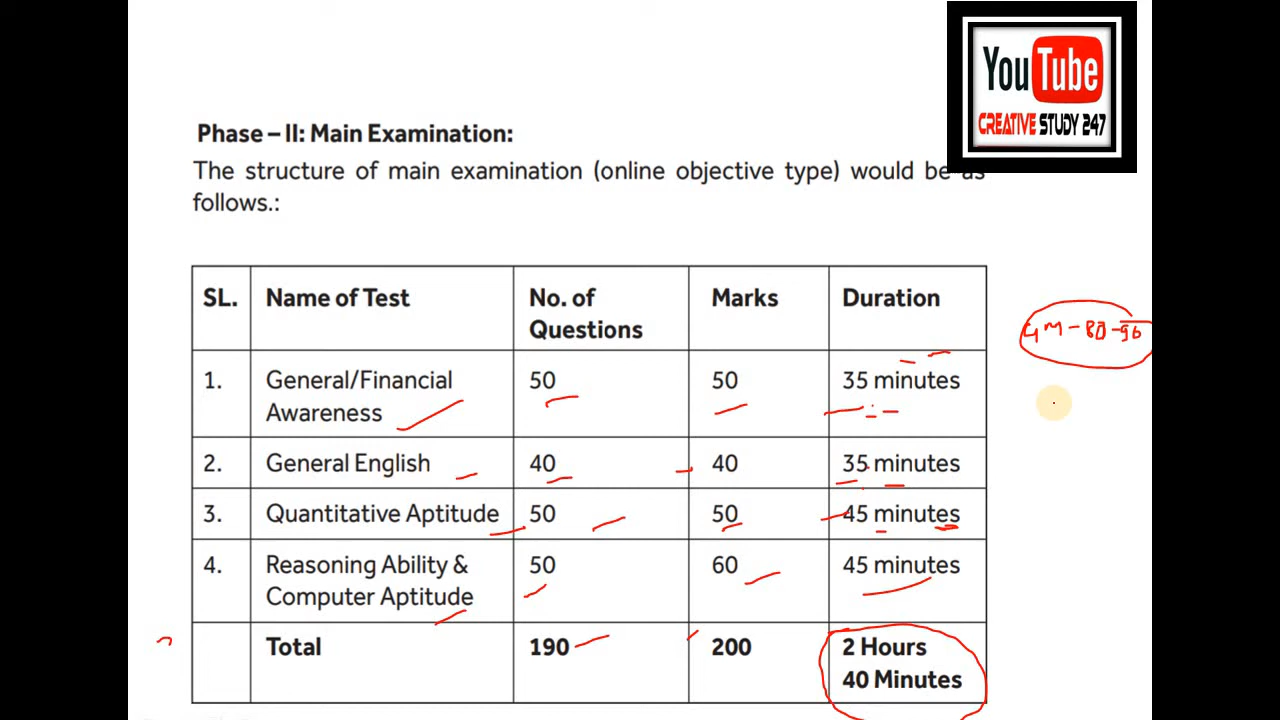 YouTube
CREATIVE STUDY 247
Phase – II: Main Examination:
The structure of main examination (online objective type) would be as
follows.:
SL. Name of Test No. of Questions Marks Duration
1. General/Financial Awareness 50 50 35 minutes
2. General English 40 40 35 minutes
3. Quantitative Aptitude 50 50 45 minutes
4. Reasoning Ability & Computer Aptitude 50 60 45 minutes
Total 190 200 2 Hours 40 Minutes